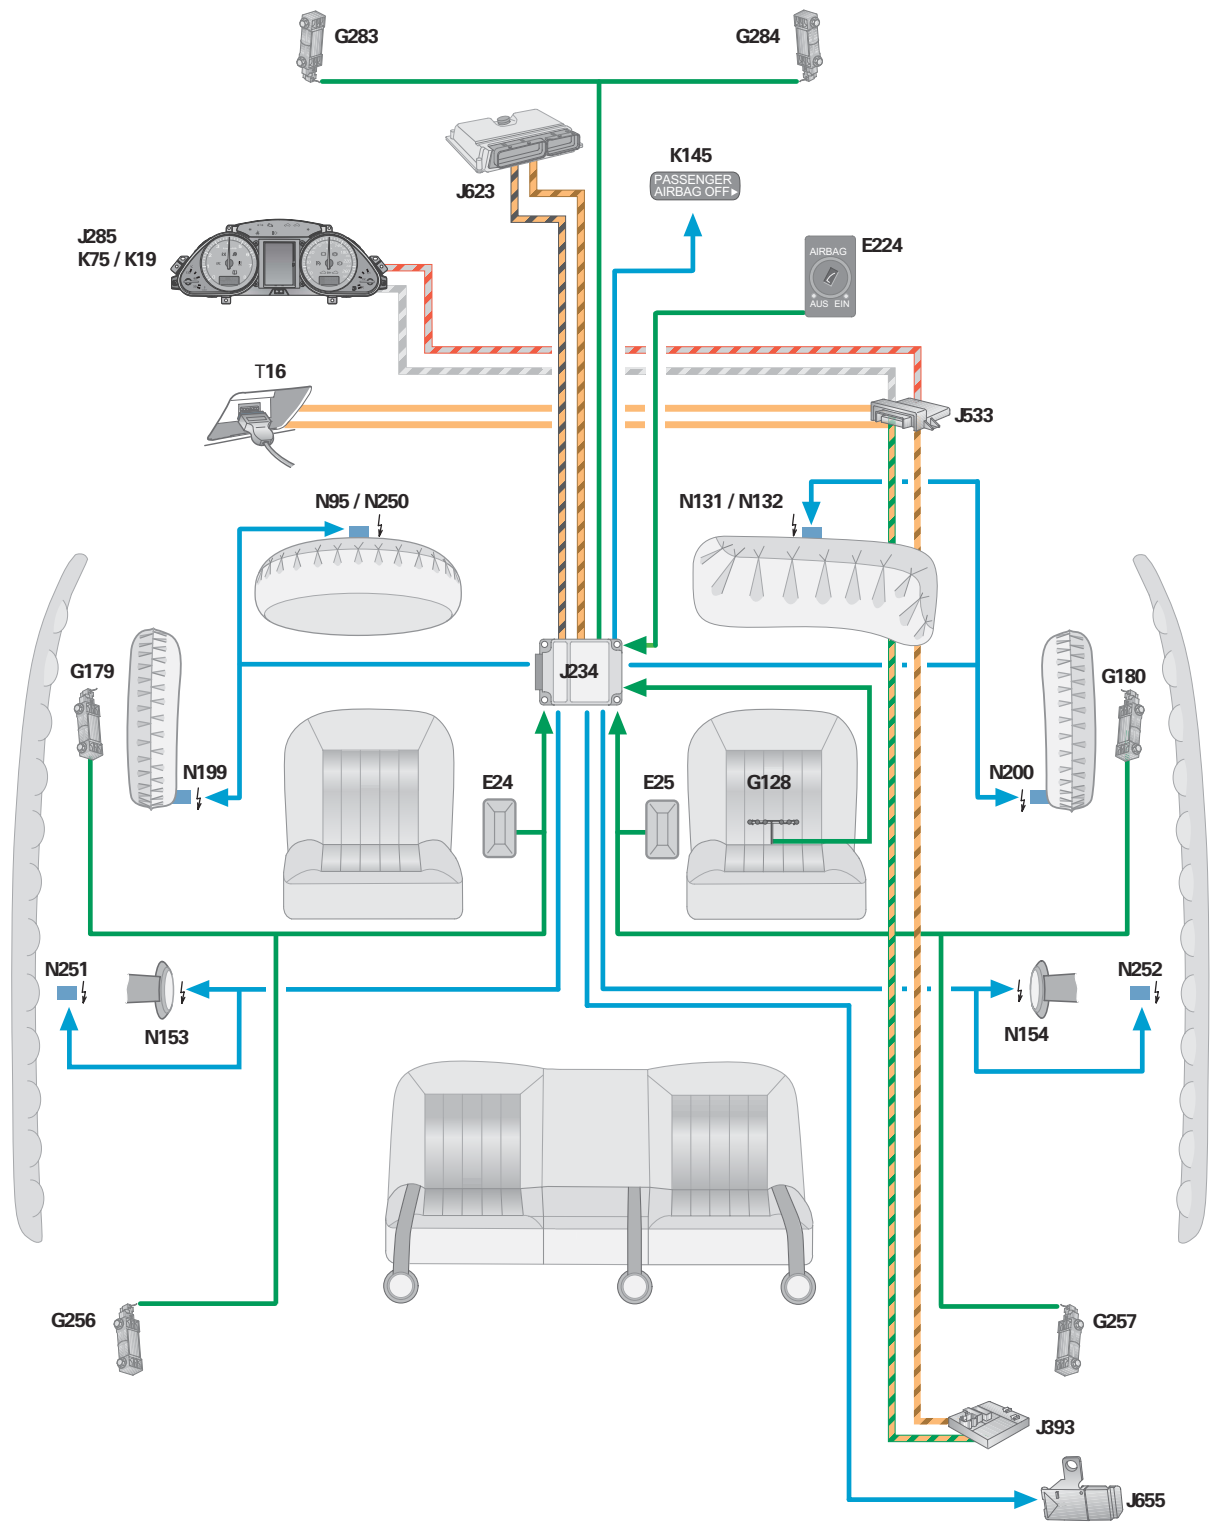 G283
G284
K145
PASSENGER
AIRBAG OFF▶
J623
J285
K75 / K19
E224
AIRBAG
AUS EIN
T16
J533
N95 / N250
N131 / N132
J234
G179
G180
N199
E24
E25
G128
N200
N251
N153
N154
N252
G256
G257
J393
J655